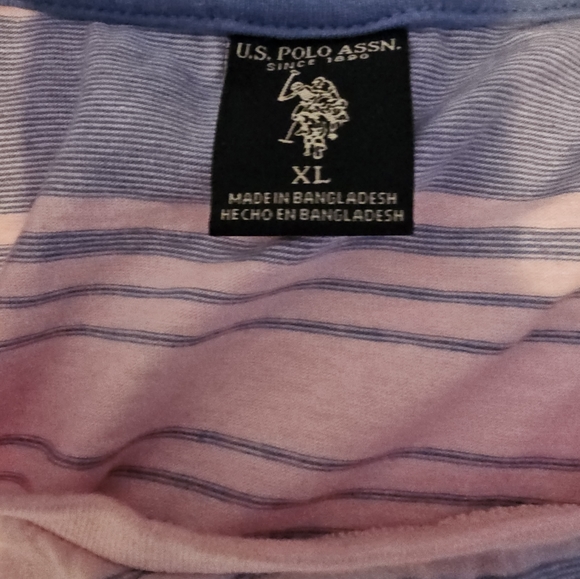 U.S. POLO ASSN.
SINCE 1890
XL
MADE IN BANGLADESH
HECHO EN BANGLADESH